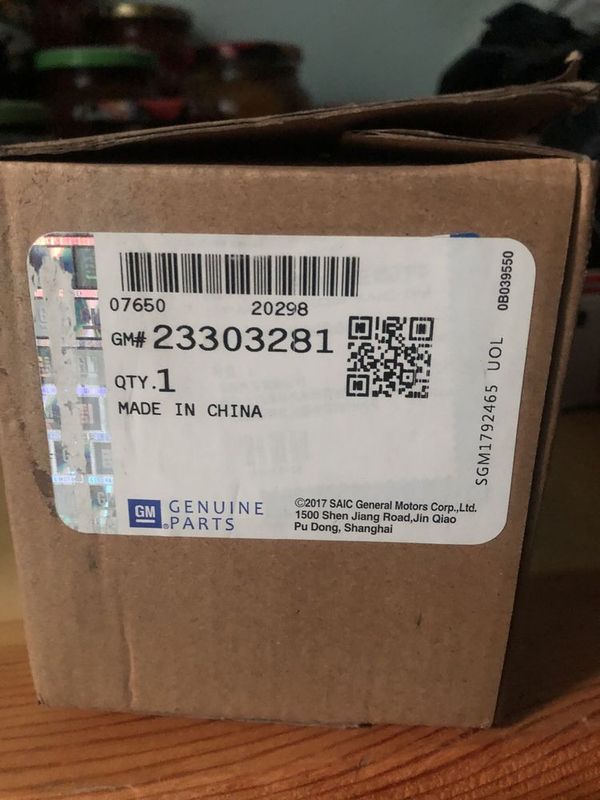 07650 20298
GM# 23303281
QTY.1
MADE IN CHINA
GM GENUINE
PARTS
©2017 SAIC General Motors Corp.,Ltd.
1500 Shen Jiang Road,Jin Qiao
Pu Dong, Shanghai
SGM1792465 UOL 0B039550